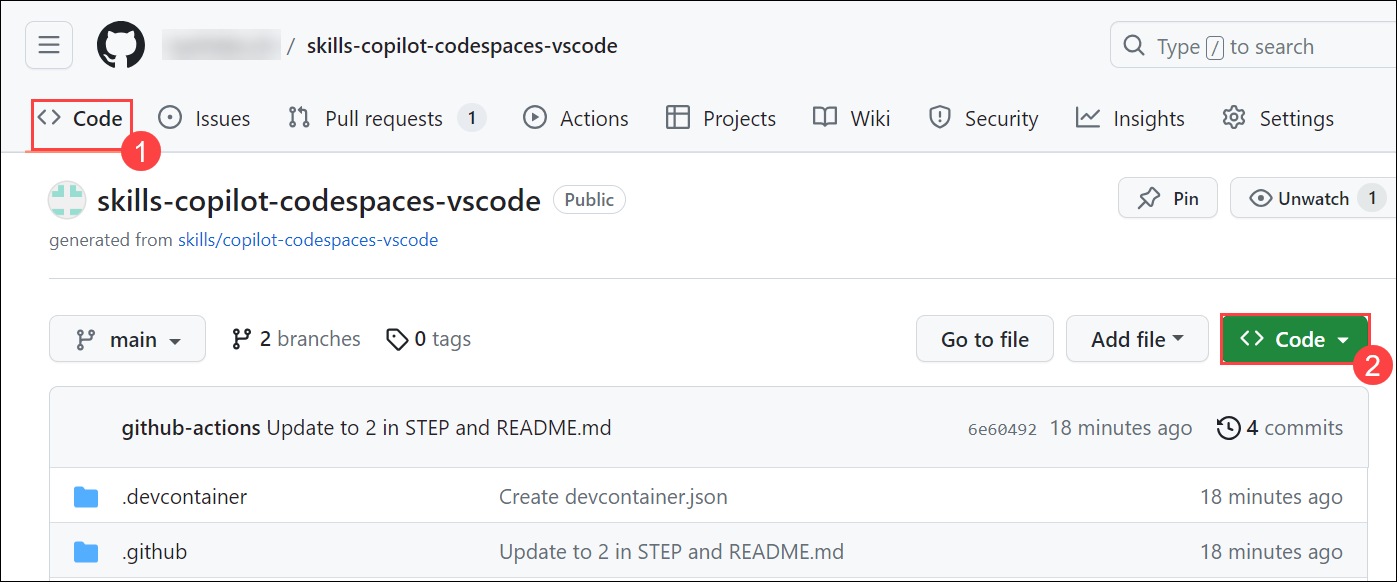 / skills-copilot-codespaces-vscode Type / to search
Code Issues Pull requests 1 Actions Projects Wiki Security Insights Settings
1
skills-copilot-codespaces-vscode Public Pin Unwatch 1
generated from skills/copilot-codespaces-vscode
main 2 branches 0 tags Go to file Add file Code
2
github-actions Update to 2 in STEP and README.md 6e60492 18 minutes ago 4 commits
.devcontainer Create devcontainer.json 18 minutes ago
.github Update to 2 in STEP and README.md 18 minutes ago